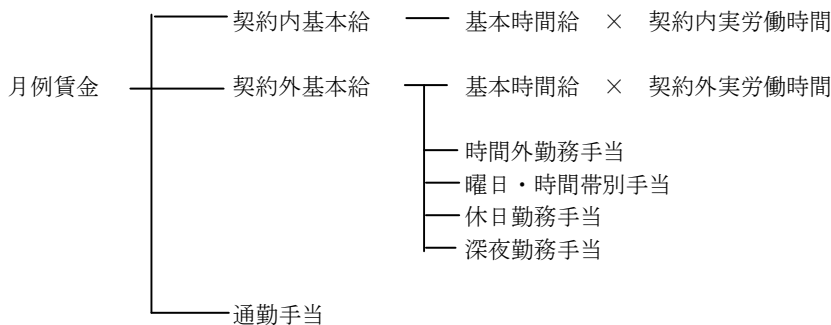 契約内基本給 基本時間給 × 契約内実労働時間
月例賃金 契約外基本給 基本時間給 × 契約外実労働時間
時間外勤務手当
曜日・時間帯別手当
休日勤務手当
深夜勤務手当
通勤手当